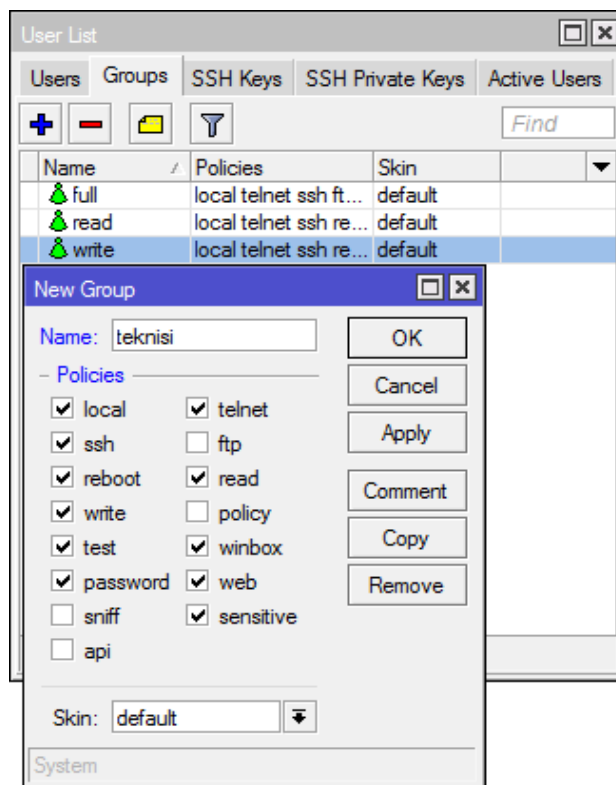 User List
Users Groups SSH Keys SSH Private Keys Active Users
Find
Name Policies Skin
full local telnet ssh ft... default
read local telnet ssh re... default
write local telnet ssh re... default
New Group
Name: teknisi OK
Policies Cancel
local telnet
ssh ftp Apply
reboot read
write policy Comment
test winbox Copy
password web Remove
sniff sensitive
api
Skin: default
System